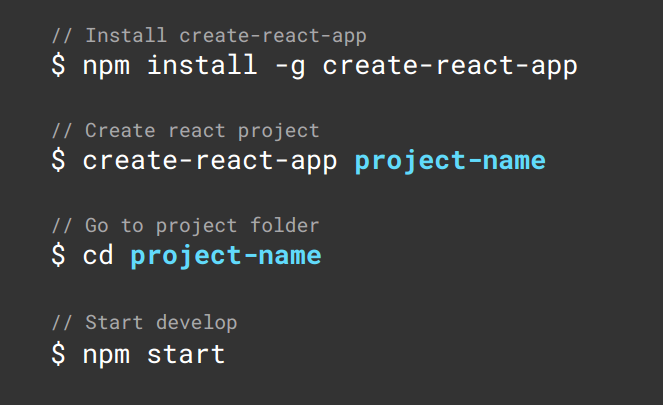 // Install create-react-app
$ npm install -g create-react-app
// Create react project
$ create-react-app project-name
// Go to project folder
$ cd project-name
// Start develop
$ npm start